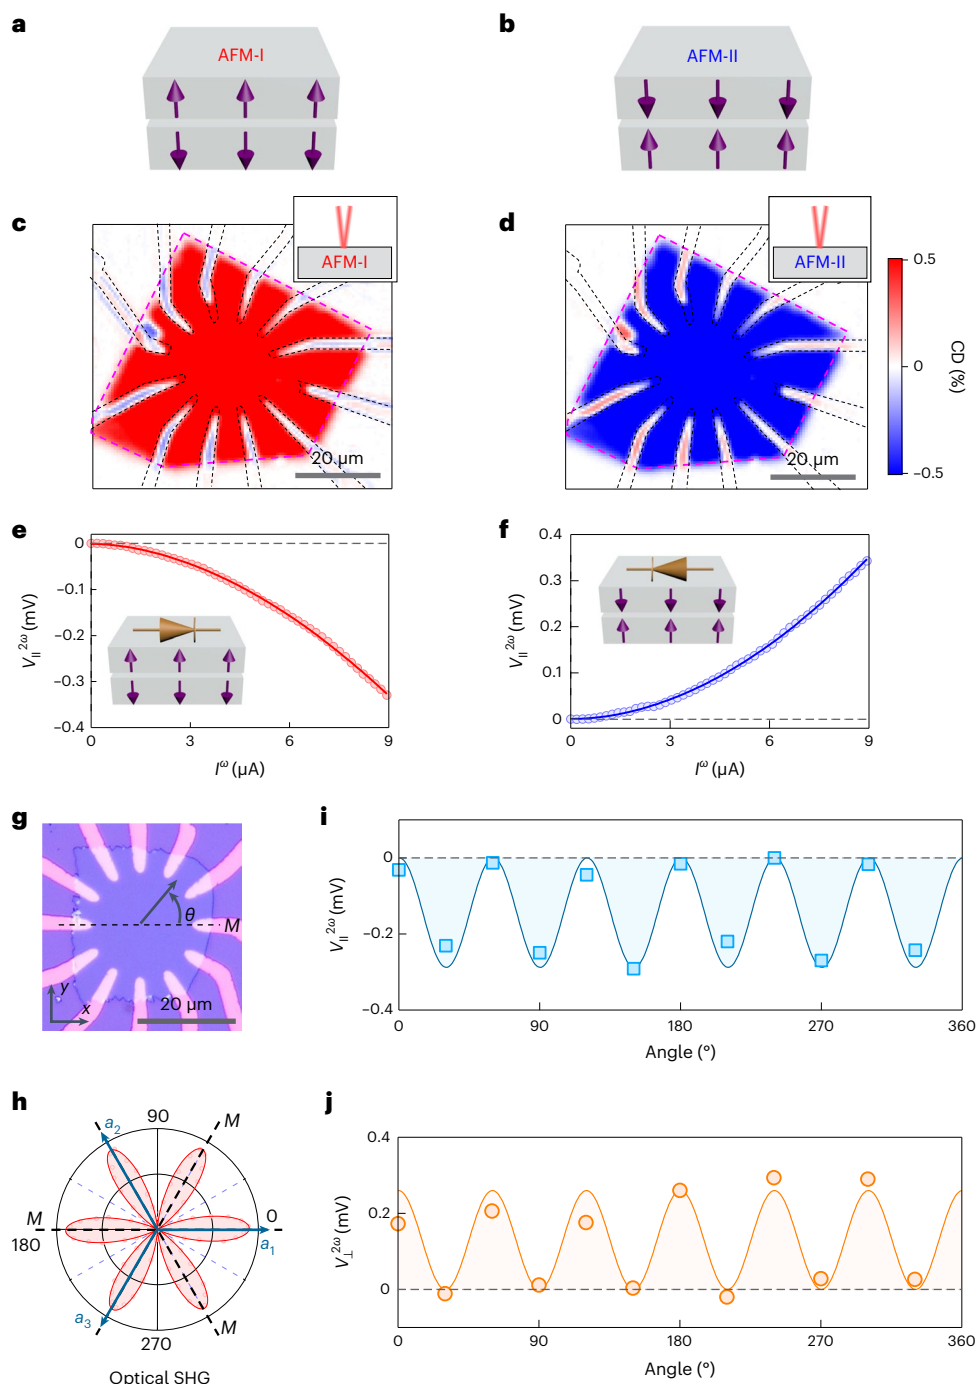 a
AFM-I
b
AFM-II
c
AFM-I
20 µm
d
AFM-II
20 µm
0.5
0
–0.5
CD (%)
e
0
–0.1
–0.2
–0.3
–0.4
V||2ω (mV)
0 3 6 9
Iω (µA)
f
0.4
0.3
0.2
0.1
0
V||2ω (mV)
0 3 6 9
Iω (µA)
g
θ
M
y
x
20 µm
i
0
–0.2
–0.4
V||2ω (mV)
0 90 180 270 360
Angle (°)
h
90
M
a2
M
0
180
a1
a3
M
270
Optical SHG
j
0.4
0.2
0
V⊥2ω (mV)
0 90 180 270 360
Angle (°)